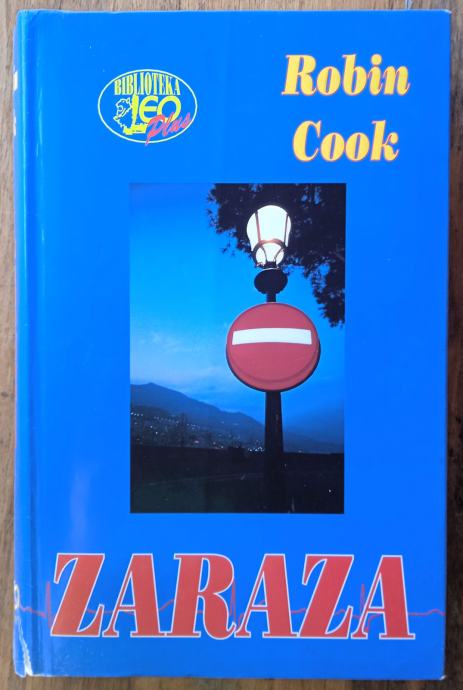 BIBLIOTEKA
LEO
Plus
Robin
Cook
ZARAZA